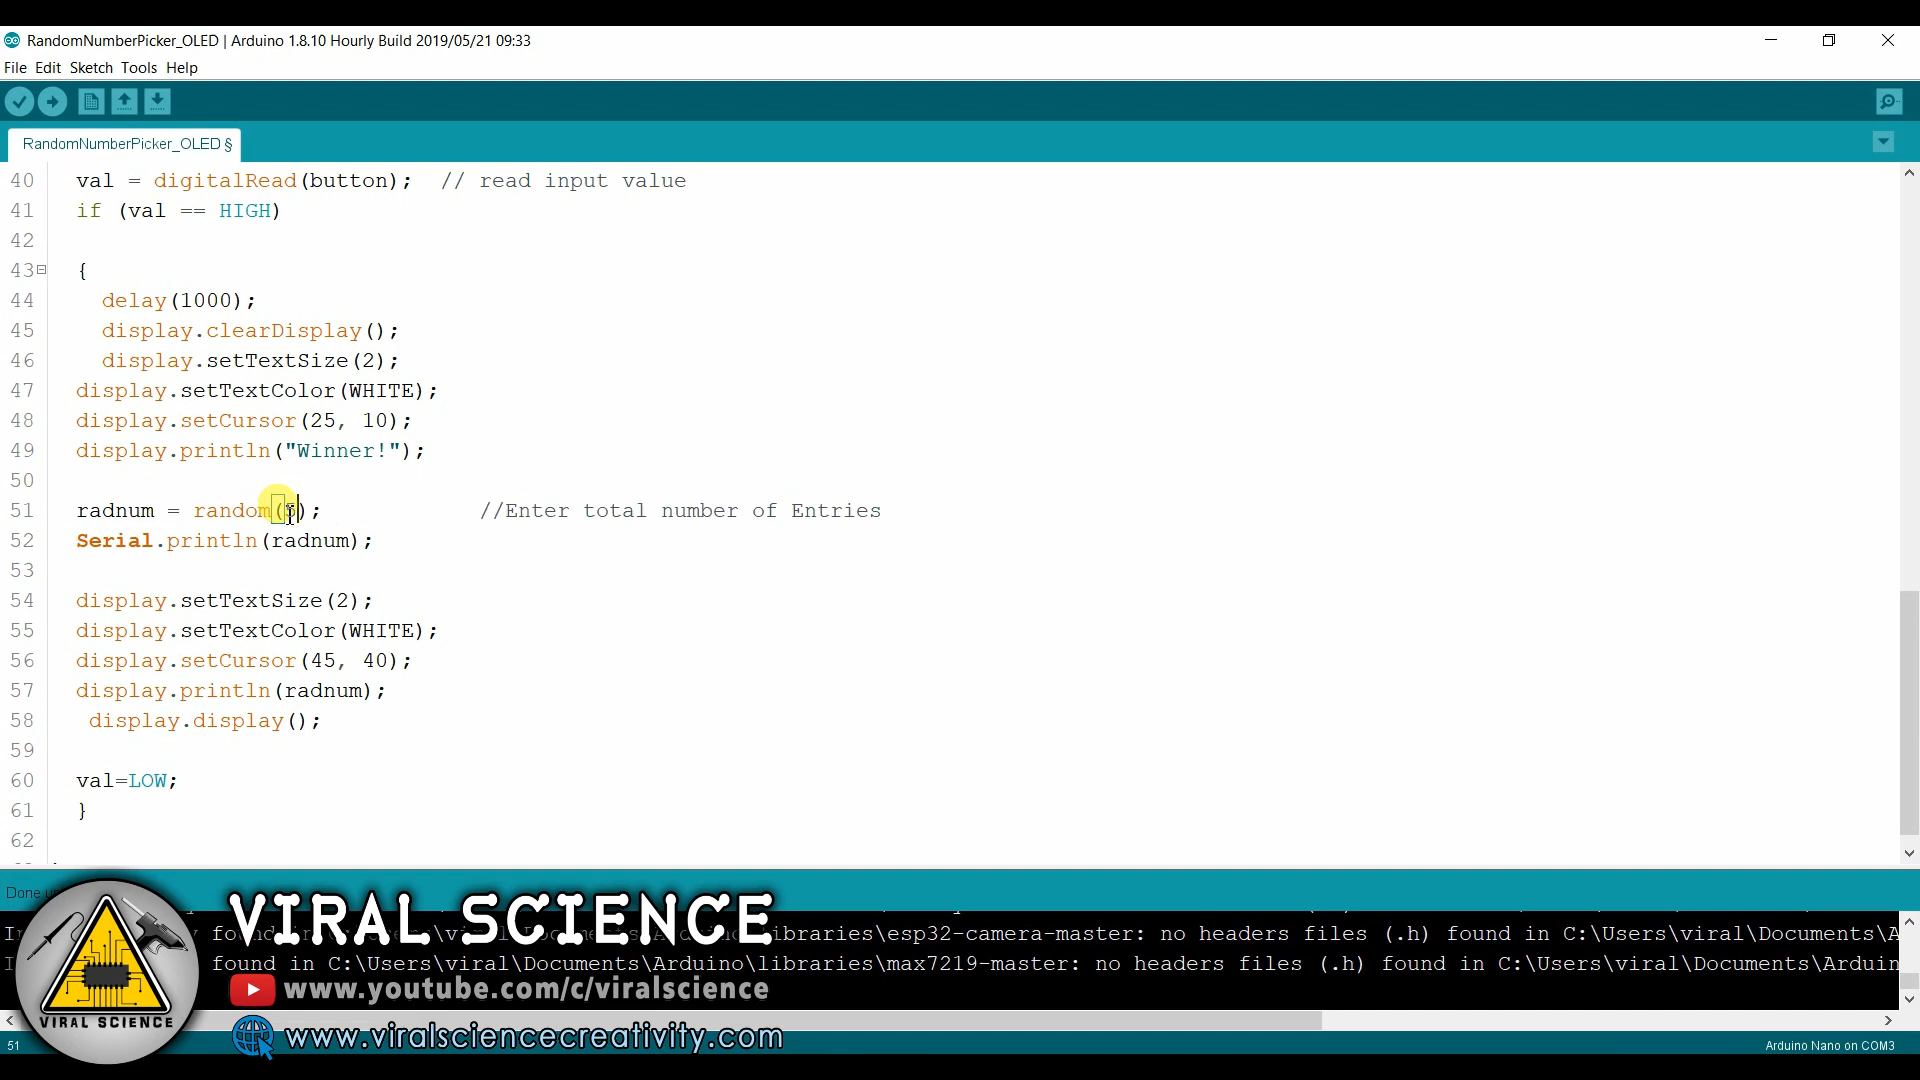 RandomNumberPicker_OLED | Arduino 1.8.10 Hourly Build 2019/05/21 09:33
File Edit Sketch Tools Help
RandomNumberPicker_OLED §
40 val = digitalRead(button); // read input value
41 if (val == HIGH)
42
43 {
44 delay(1000);
45 display.clearDisplay();
46 display.setTextSize(2);
47 display.setTextColor(WHITE);
48 display.setCursor(25, 10);
49 display.println("Winner!");
50
51 radnum = random(5); //Enter total number of Entries
52 Serial.println(radnum);
53
54 display.setTextSize(2);
55 display.setTextColor(WHITE);
56 display.setCursor(45, 40);
57 display.println(radnum);
58 display.display();
59
60 val=LOW;
61 }
62
Done
VIRAL SCIENCE
found in libraries\esp32-camera-master: no headers files (.h) found in C:\Users\viral\Documents\A
found in C:\Users\viral\Documents\Arduino\libraries\max7219-master: no headers files (.h) found in C:\Users\viral\Documents\Arduin
www.youtube.com/c/viralscience
VIRAL SCIENCE
www.viralsciencecreativity.com
51
Arduino Nano on COM3